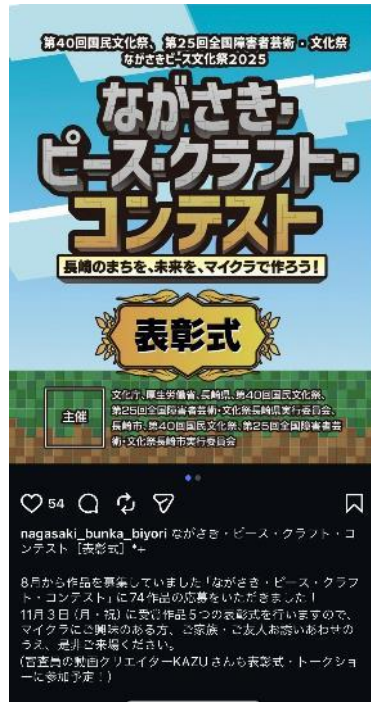 第40回国民文化祭、第25回全国障害者芸術・文化祭
ながさきピース文化祭2025
ながさき・
ピース・クラフト・
コンテスト
長崎のまちを、未来を、マイクラで作ろう!
表彰式
主催
文化庁、厚生労働省、長崎県、第40回国民文化祭、
第25回全国障害者芸術・文化祭長崎県実行委員会、
長崎市、第40回国民文化祭、第25回全国障害者芸
術・文化祭長崎市実行委員会
54
nagasaki_bunka_biyori ながさき・ピース・クラフト・コ
ンテスト［表彰式］*+
8月から作品を募集していました「ながさき・ピース・クラフ
ト・コンテスト」に74作品の応募をいただきました！
11月3日（月・祝）に受賞作品5つの表彰式を行いますので、
マイクラにご興味のある方、ご家族・ご友人お誘いあわせの
うえ、是非ご来場ください。
(審査員の動画クリエイターKAZUさんも表彰式・トークショ
ーに参加予定！)